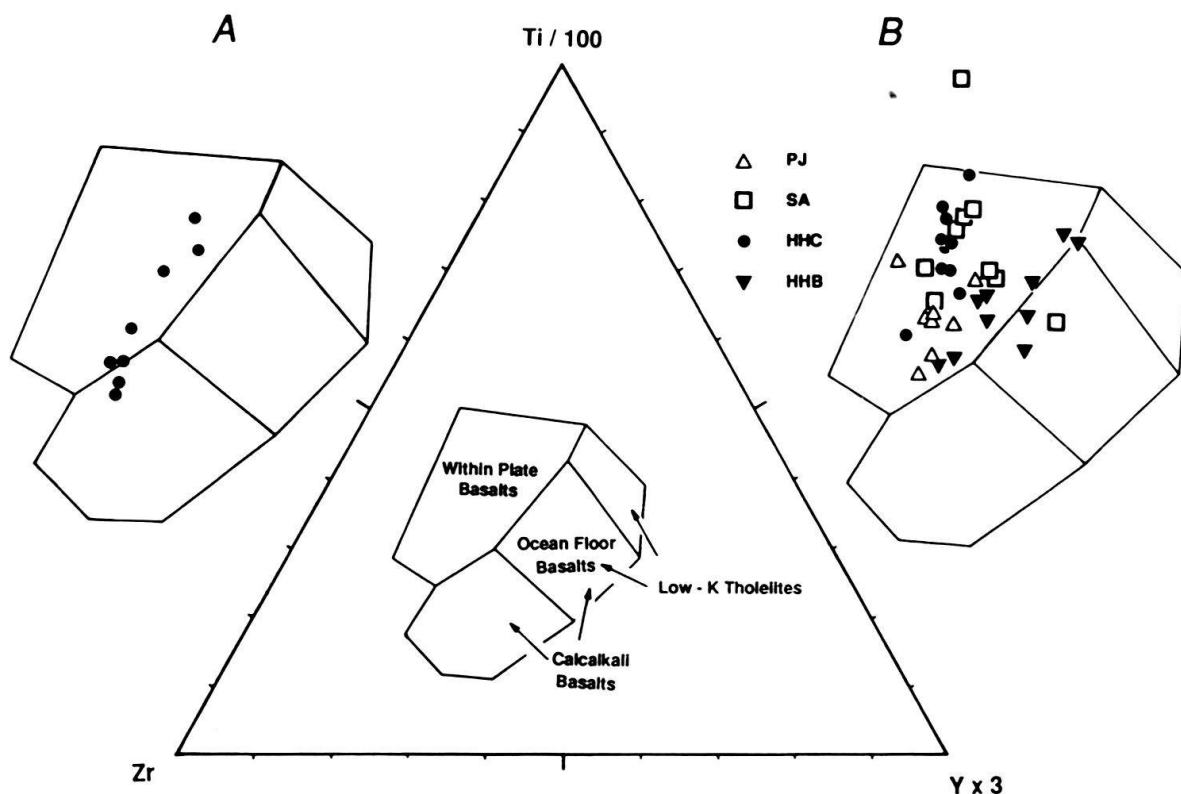 A
Ti / 100
B
PJ
SA
HHC
HHB
Within Plate
Basalts
Ocean Floor
Basalts
Low - K Tholeiites
Calcalkali
Basalts
Zr
Y x 3